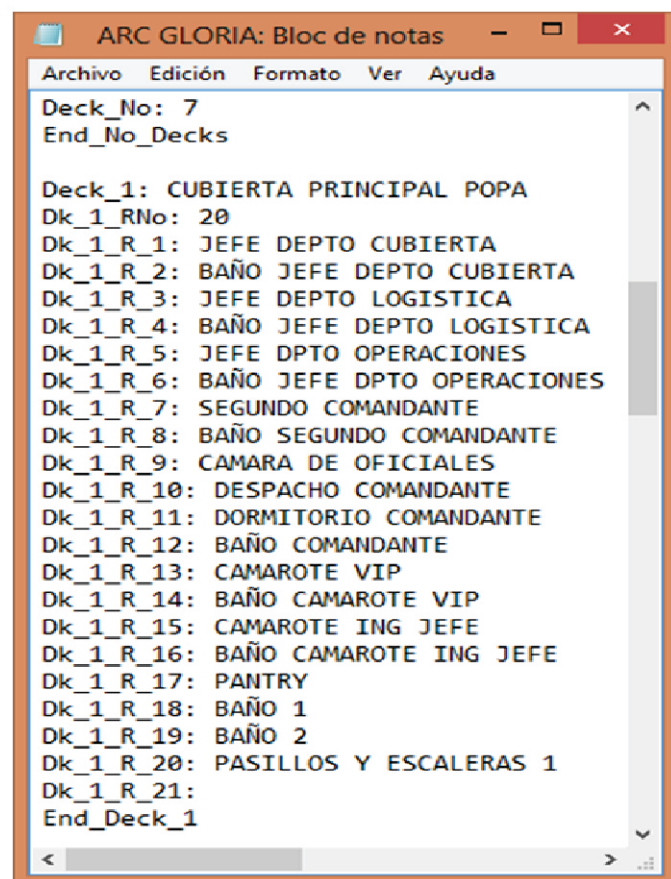 ARC GLORIA: Bloc de notas
Archivo Edición Formato Ver Ayuda
Deck_No: 7
End_No_Decks
Deck_1: CUBIERTA PRINCIPAL POPA
Dk_1_RNo: 20
Dk_1_R_1: JEFE DEPTO CUBIERTA
Dk_1_R_2: BAÑO JEFE DEPTO CUBIERTA
Dk_1_R_3: JEFE DEPTO LOGISTICA
Dk_1_R_4: BAÑO JEFE DEPTO LOGISTICA
Dk_1_R_5: JEFE DPTO OPERACIONES
Dk_1_R_6: BAÑO JEFE DPTO OPERACIONES
Dk_1_R_7: SEGUNDO COMANDANTE
Dk_1_R_8: BAÑO SEGUNDO COMANDANTE
Dk_1_R_9: CAMARA DE OFICIALES
Dk_1_R_10: DESPACHO COMANDANTE
Dk_1_R_11: DORMITORIO COMANDANTE
Dk_1_R_12: BAÑO COMANDANTE
Dk_1_R_13: CAMAROTE VIP
Dk_1_R_14: BAÑO CAMAROTE VIP
Dk_1_R_15: CAMAROTE ING JEFE
Dk_1_R_16: BAÑO CAMAROTE ING JEFE
Dk_1_R_17: PANTRY
Dk_1_R_18: BAÑO 1
Dk_1_R_19: BAÑO 2
Dk_1_R_20: PASILLOS Y ESCALERAS 1
Dk_1_R_21:
End_Deck_1